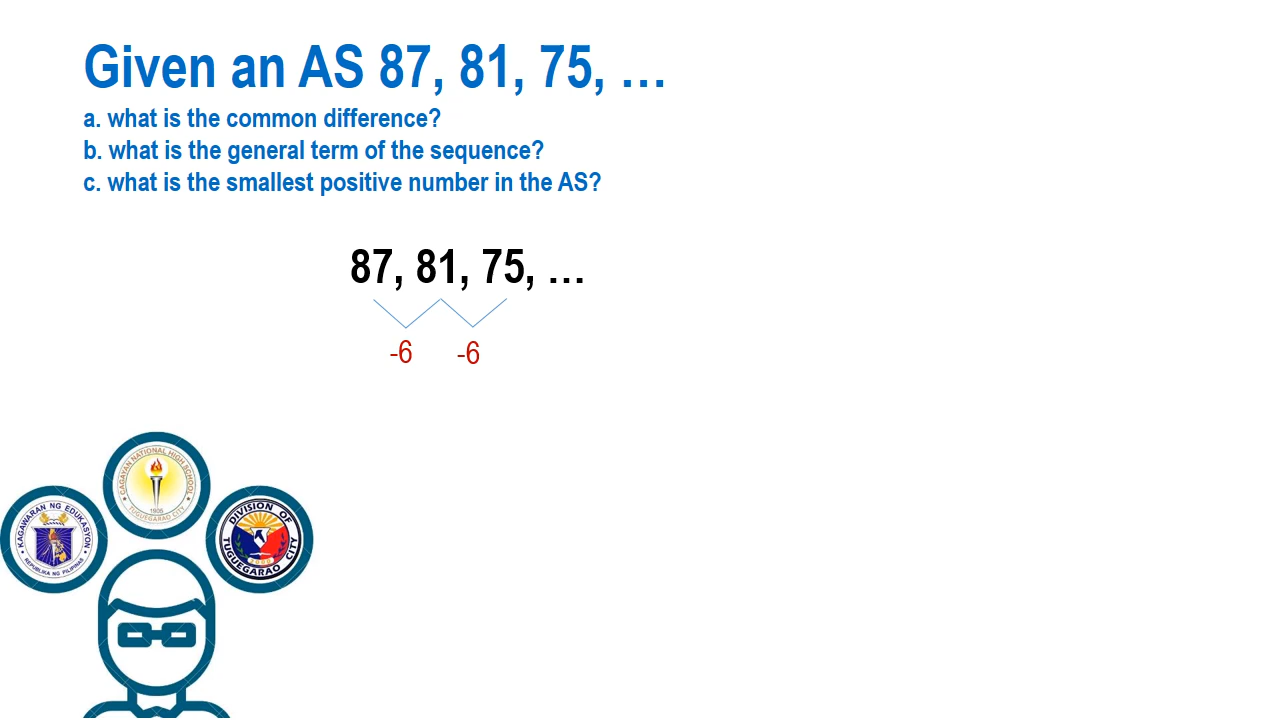 Given an AS 87, 81, 75, …
a. what is the common difference?
b. what is the general term of the sequence?
c. what is the smallest positive number in the AS?
87, 81, 75, …
-6 -6
CAGAYAN NATIONAL HIGH SCHOOL
TUGUEGARAO CITY
KAGAWARAN NG EDUKASYON
REPUBLIKA NG PILIPINAS
DIVISION OF
TUGUEGARAO CITY